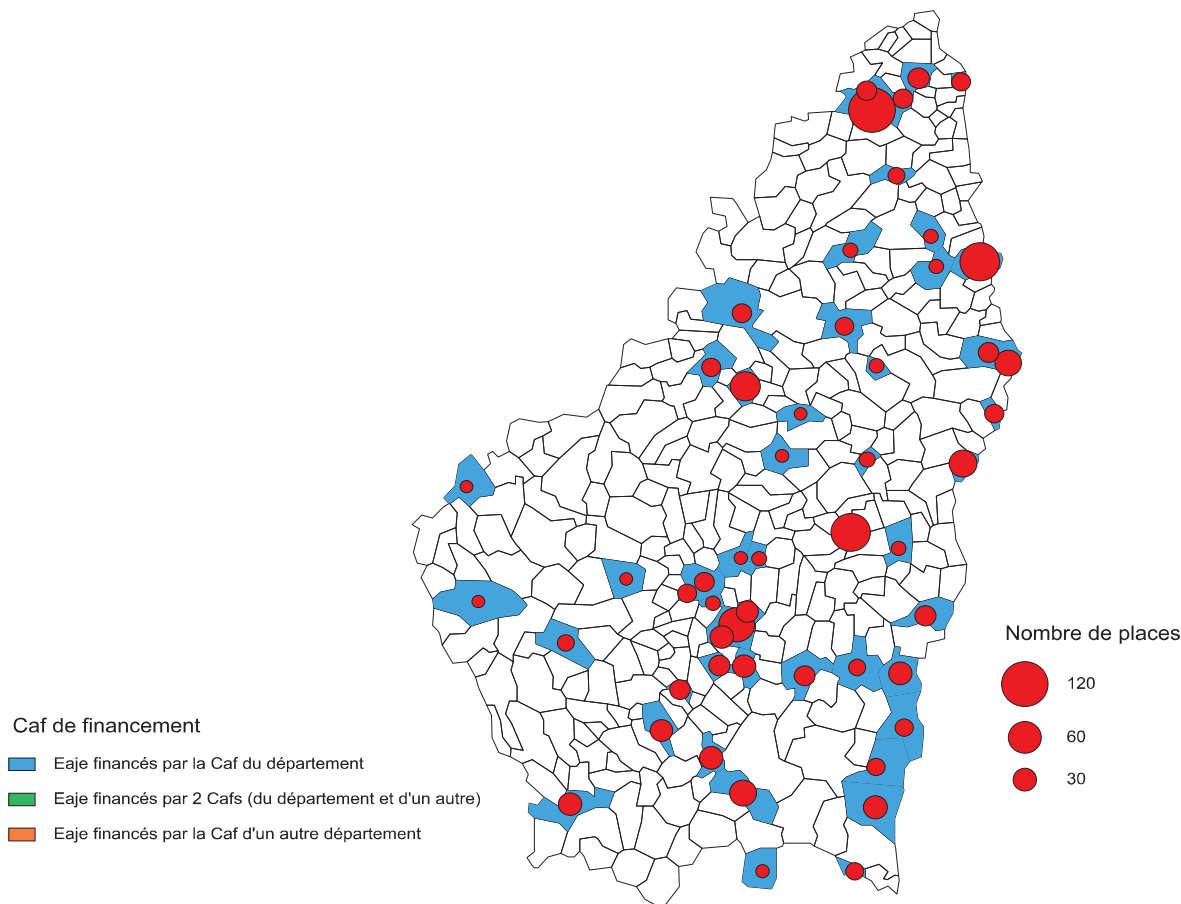 Nombre de places
120
60
30
Caf de financement
Eaje financés par la Caf du département
Eaje financés par 2 Cafs (du département et d'un autre)
Eaje financés par la Caf d'un autre département